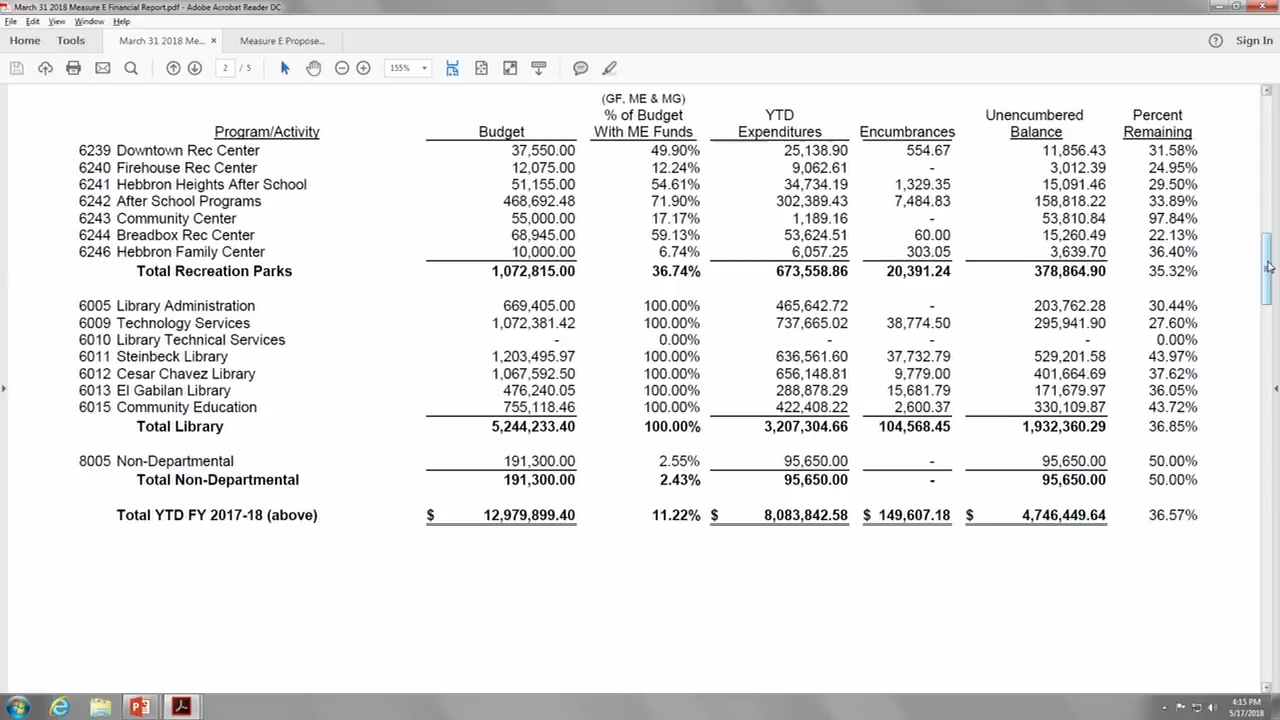 March 31 2018 Measure E Financial Report.pdf - Adobe Acrobat Reader DC
File Edit View Window Help
Home Tools March 31 2018 Me... × Measure E Propose... Sign In
2 / 5 155%
(GF, ME & MG)
% of Budget YTD Unencumbered Percent
Program/Activity Budget With ME Funds Expenditures Encumbrances Balance Remaining
6239 Downtown Rec Center 37,550.00 49.90% 25,138.90 554.67 11,856.43 31.58%
6240 Firehouse Rec Center 12,075.00 12.24% 9,062.61 - 3,012.39 24.95%
6241 Hebbron Heights After School 51,155.00 54.61% 34,734.19 1,329.35 15,091.46 29.50%
6242 After School Programs 468,692.48 71.90% 302,389.43 7,484.83 158,818.22 33.89%
6243 Community Center 55,000.00 17.17% 1,189.16 - 53,810.84 97.84%
6244 Breadbox Rec Center 68,945.00 59.13% 53,624.51 60.00 15,260.49 22.13%
6246 Hebbron Family Center 10,000.00 6.74% 6,057.25 303.05 3,639.70 36.40%
Total Recreation Parks 1,072,815.00 36.74% 673,558.86 20,391.24 378,864.90 35.32%
6005 Library Administration 669,405.00 100.00% 465,642.72 - 203,762.28 30.44%
6009 Technology Services 1,072,381.42 100.00% 737,665.02 38,774.50 295,941.90 27.60%
6010 Library Technical Services - 0.00% - - - 0.00%
6011 Steinbeck Library 1,203,495.97 100.00% 636,561.60 37,732.79 529,201.58 43.97%
6012 Cesar Chavez Library 1,067,592.50 100.00% 656,148.81 9,779.00 401,664.69 37.62%
6013 El Gabilan Library 476,240.05 100.00% 288,878.29 15,681.79 171,679.97 36.05%
6015 Community Education 755,118.46 100.00% 422,408.22 2,600.37 330,109.87 43.72%
Total Library 5,244,233.40 100.00% 3,207,304.66 104,568.45 1,932,360.29 36.85%
8005 Non-Departmental 191,300.00 2.55% 95,650.00 - 95,650.00 50.00%
Total Non-Departmental 191,300.00 2.43% 95,650.00 - 95,650.00 50.00%
Total YTD FY 2017-18 (above) $ 12,979,899.40 11.22% $ 8,083,842.58 $ 149,607.18 $ 4,746,449.64 36.57%
4:15 PM
5/17/2018